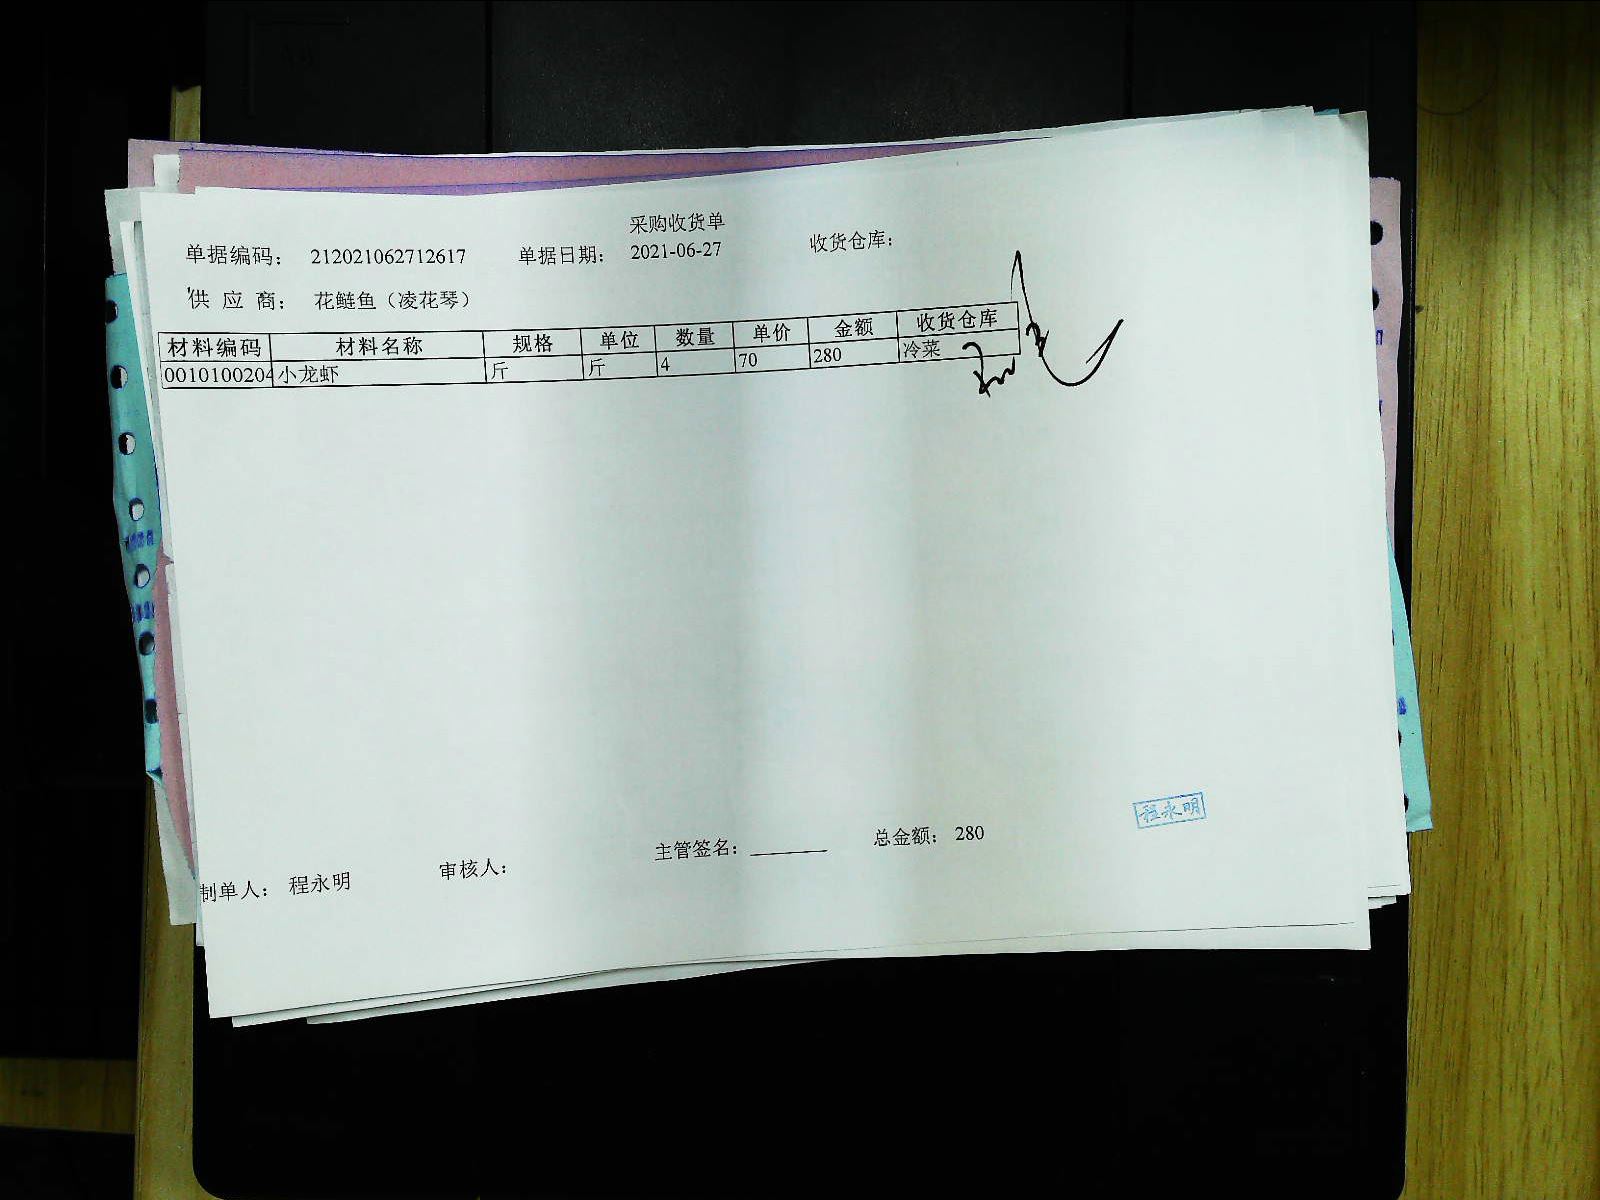 采购收货单
单据编码： 212021062712617 单据日期： 2021-06-27 收货仓库：
供 应 商： 花鲢鱼（凌花琴）
材料编码 材料名称 规格 单位 数量 单价 金额 收货仓库
0010100204 小龙虾 斤 斤 4 70 280 冷菜
程永明
制单人： 程永明 审核人： 主管签名：________ 总金额： 280